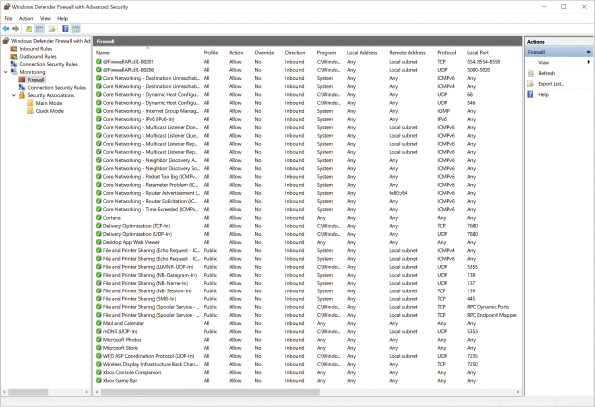 Windows Defender Firewall with Advanced Security
File Action View Help
Windows Defender Firewall with Ad
Inbound Rules
Outbound Rules
Connection Security Rules
Monitoring
Firewall
Connection Security Rules
Security Associations
Main Mode
Quick Mode
Firewall
Name Profile Action Override Direction Program Local Address Remote Address Protocol Local Port
@FirewallAPI.dll,-80201 All Allow No Inbound C:\Windo... Any Local subnet TCP 554, 8554-8558
@FirewallAPI.dll,-80206 All Allow No Inbound C:\Windo... Any Local subnet UDP 5000-5020
Core Networking - Destination Unreachab... All Allow No Inbound System Any Any ICMPv6 Any
Core Networking - Destination Unreachab... All Allow No Inbound System Any Any ICMPv4 Any
Core Networking - Dynamic Host Configu... All Allow No Inbound C:\Windo... Any Any UDP 68
Core Networking - Dynamic Host Configu... All Allow No Inbound C:\Windo... Any Any UDP 546
Core Networking - Internet Group Manag... All Allow No Inbound System Any Any IGMP Any
Core Networking - IPv6 (IPv6-In) All Allow No Inbound System Any Any IPv6 Any
Core Networking - Multicast Listener Don... All Allow No Inbound System Any Local subnet ICMPv6 Any
Core Networking - Multicast Listener Que... All Allow No Inbound System Any Local subnet ICMPv6 Any
Core Networking - Multicast Listener Rep... All Allow No Inbound System Any Local subnet ICMPv6 Any
Core Networking - Multicast Listener Rep... All Allow No Inbound System Any Local subnet ICMPv6 Any
Core Networking - Neighbor Discovery A... All Allow No Inbound System Any Any ICMPv6 Any
Core Networking - Neighbor Discovery So... All Allow No Inbound System Any Any ICMPv6 Any
Core Networking - Packet Too Big (ICMPv... All Allow No Inbound System Any Any ICMPv6 Any
Core Networking - Parameter Problem (IC... All Allow No Inbound System Any Any ICMPv6 Any
Core Networking - Router Advertisement (... All Allow No Inbound System Any fe80::/64 ICMPv6 Any
Core Networking - Router Solicitation (IC... All Allow No Inbound System Any Any ICMPv6 Any
Core Networking - Time Exceeded (ICMPv... All Allow No Inbound System Any Any ICMPv6 Any
Cortana All Allow No Inbound Any Any Any Any Any
Delivery Optimization (TCP-In) All Allow No Inbound C:\Windo... Any Any TCP 7680
Delivery Optimization (UDP-In) All Allow No Inbound C:\Windo... Any Any UDP 7680
Desktop App Web Viewer All Allow No Inbound Any Any Any Any Any
File and Printer Sharing (Echo Request - IC... Public Allow No Inbound System Any Local subnet ICMPv4 Any
File and Printer Sharing (Echo Request - IC... Public Allow No Inbound System Any Local subnet ICMPv6 Any
File and Printer Sharing (LLMNR-UDP-In) Public Allow No Inbound C:\Windo... Any Local subnet UDP 5355
File and Printer Sharing (NB-Datagram-In) Public Allow No Inbound System Any Local subnet UDP 138
File and Printer Sharing (NB-Name-In) Public Allow No Inbound System Any Local subnet UDP 137
File and Printer Sharing (NB-Session-In) Public Allow No Inbound System Any Local subnet TCP 139
File and Printer Sharing (SMB-In) Public Allow No Inbound System Any Local subnet TCP 445
File and Printer Sharing (Spooler Service -... Public Allow No Inbound C:\Windo... Any Local subnet TCP RPC Dynamic Ports
File and Printer Sharing (Spooler Service -... Public Allow No Inbound C:\Windo... Any Local subnet TCP RPC Endpoint Mapper
Mail and Calendar All Allow No Inbound Any Any Any Any Any
mDNS (UDP-In) Public Allow No Inbound C:\Windo... Any Local subnet UDP 5353
Microsoft Photos All Allow No Inbound Any Any Any Any Any
Microsoft Store All Allow No Inbound Any Any Any Any Any
WFD ASP Coordination Protocol (UDP-In) All Allow No Inbound C:\Windo... Any Local subnet UDP 7235
Wireless Display Infrastructure Back Chan... All Allow No Inbound C:\Windo... Any Any TCP 7250
Xbox Console Companion All Allow No Inbound Any Any Any Any Any
Xbox Game Bar All Allow No Inbound Any Any Any Any Any
Actions
Firewall
View
Refresh
Export List...
Help